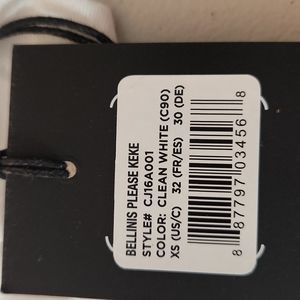 BELLINIS PLEASE KEKE
STYLE# CJ16A001
COLOR: CLEAN WHITE (C90)
XS (US/C) 32 (FR/ES) 30 (DE)
8 87797 03456 8